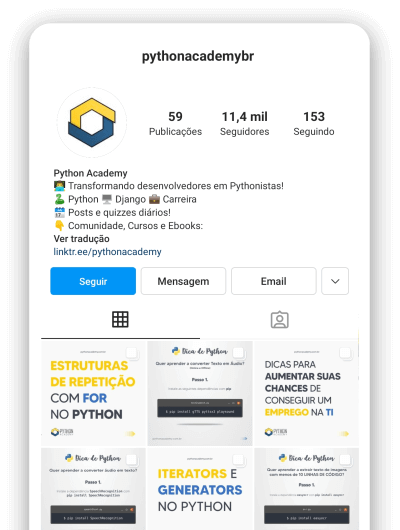 pythonacademybr
59 11,4 mil 153
Publicações Seguidores Seguindo
Python Academy
Transformando desenvolvedores em Pythonistas!
Python Django Carreira
Posts e quizzes diários!
Comunidade, Cursos e Ebooks:
Ver tradução
linktr.ee/pythonacademy
Seguir Mensagem Email
ESTRUTURAS
DE REPETIÇÃO
COM FOR
NO PYTHON
Dica de Python
Quer aprender a converter Texto em Áudio?
Passo 1.
$ pip install gTTS pyttsx3 playsound
DICAS PARA
AUMENTAR SUAS
CHANCES DE
CONSEGUIR UM
EMPREGO NA TI
Dica de Python
Quer aprender a converter áudio em texto?
Passo 1.
$ pip install SpeechRecognition
ITERATORS E
GENERATORS
NO PYTHON
Dica de Python
Quer aprender a extrair texto de imagens
com menos de 10 LINHAS DE CÓDIGO?
Passo 1.
$ pip install easyocr